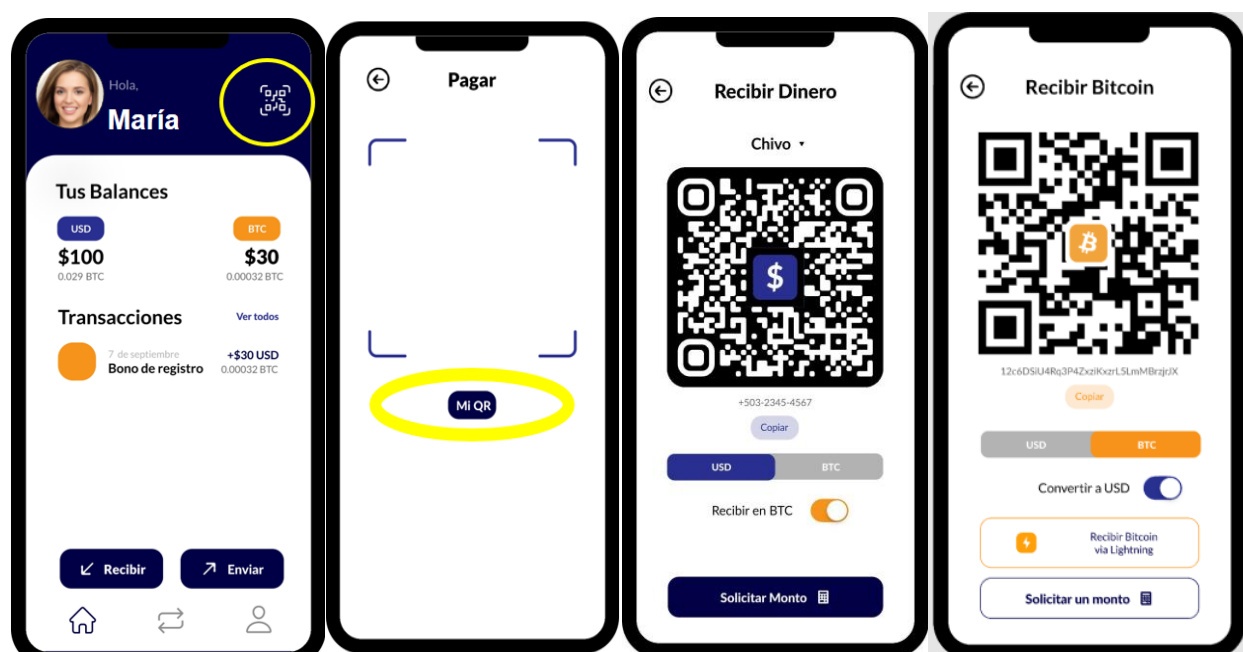 Hola,
María
Tus Balances
USD
BTC
$100
$30
0.029 BTC
0.00032 BTC
Transacciones
Ver todos
7 de septiembre
+$30 USD
Bono de registro
0.00032 BTC
Recibir
Enviar
Pagar
Mi QR
Recibir Dinero
Chivo
$
+503-2345-4567
Copiar
USD
BTC
Recibir en BTC
Solicitar Monto
Recibir Bitcoin
Copiar
USD
BTC
Convertir a USD
Recibir Bitcoin
via Lightning
Solicitar un monto